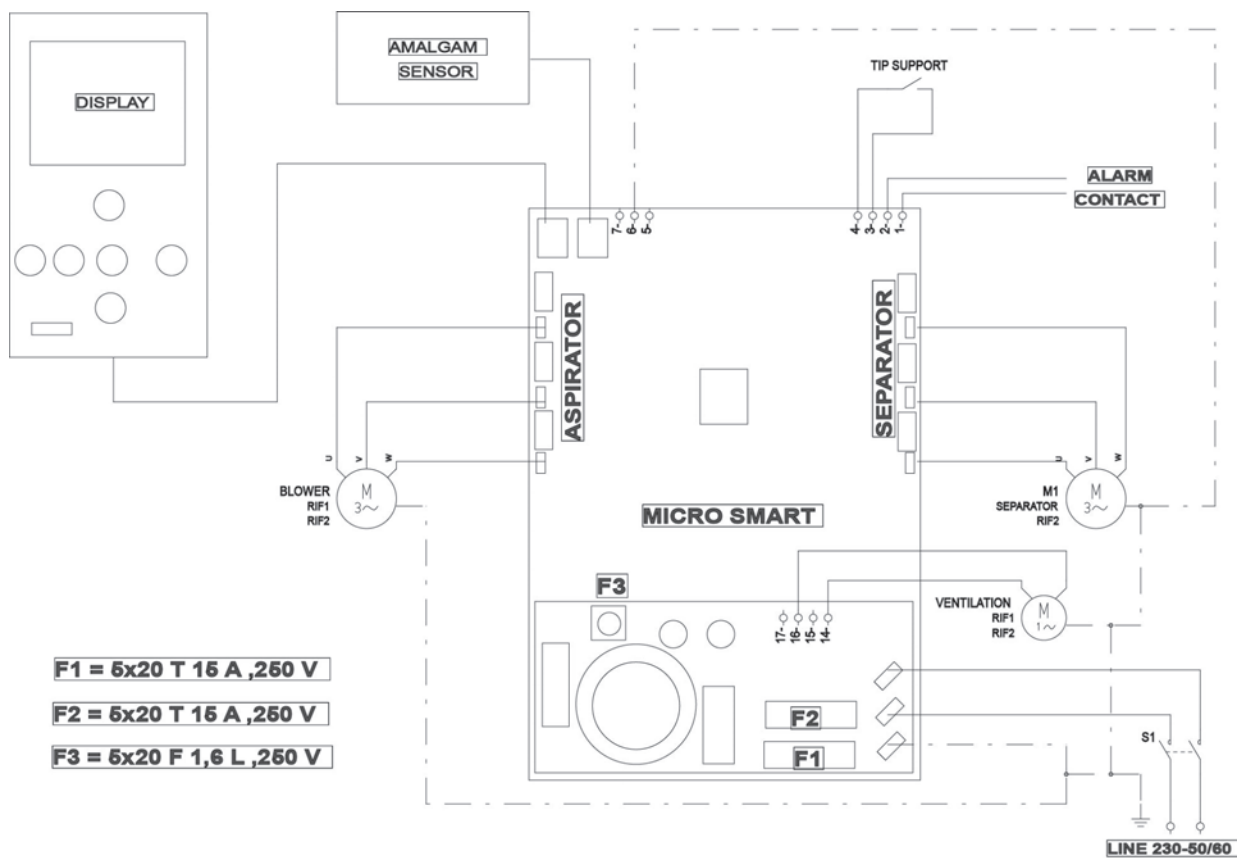 DISPLAY
AMALGAM
SENSOR
TIP SUPPORT
ALARM
CONTACT
7-
6-
5-
4-
3-
2-
1-
ASPIRATOR
SEPARATOR
U
V
W
BLOWER
RIF1
RIF2
M
3~
U
V
W
M1
SEPARATOR
RIF2
M
3~
MICRO SMART
F3
17-
16-
15-
14-
VENTILATION
RIF1
RIF2
M
1~
F1 = 5x20 T 15 A ,250 V
F2 = 5x20 T 15 A ,250 V
F3 = 5x20 F 1,6 L ,250 V
F2
F1
S1
LINE 230-50/60